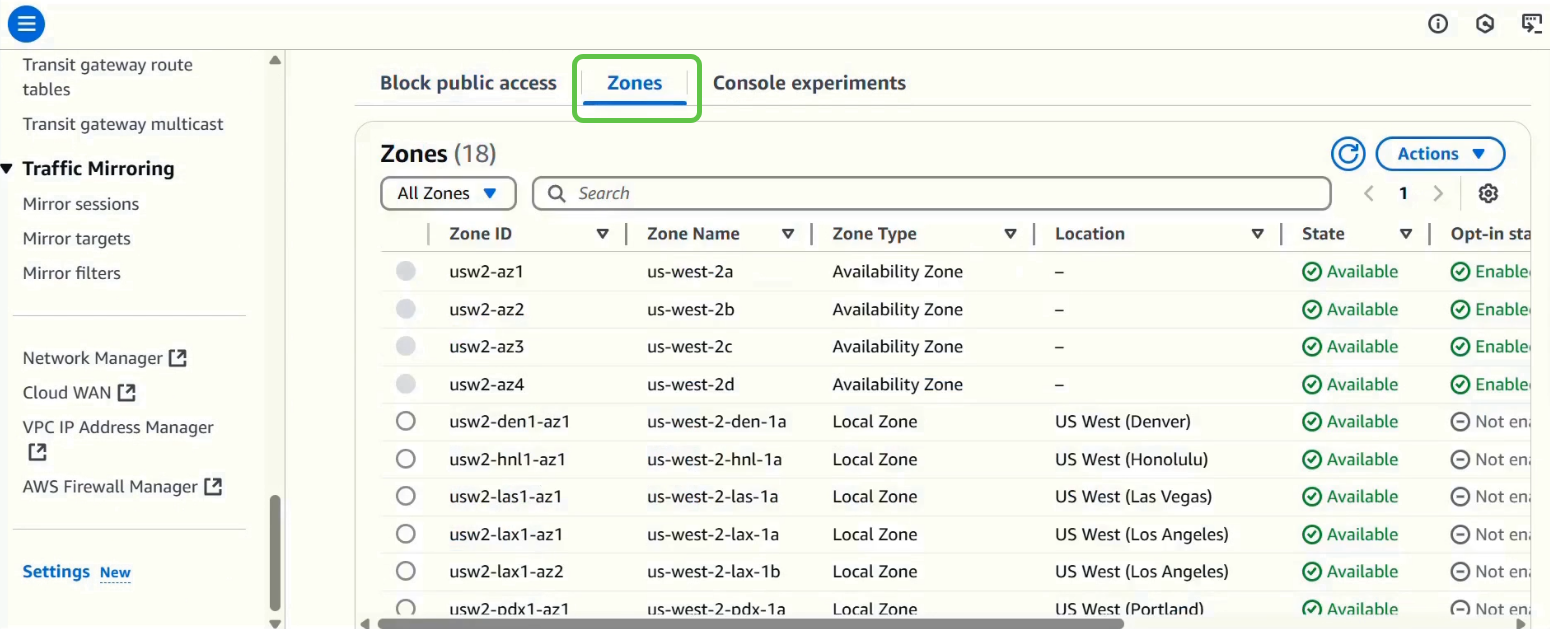 Transit gateway route
tables
Transit gateway multicast
Traffic Mirroring
Mirror sessions
Mirror targets
Mirror filters
Network Manager
Cloud WAN
VPC IP Address Manager
AWS Firewall Manager
Settings New
Block public access Zones Console experiments
Zones (18)
Actions
All Zones Search 1
Zone ID Zone Name Zone Type Location State Opt-in sta
usw2-az1 us-west-2a Availability Zone – Available Enable
usw2-az2 us-west-2b Availability Zone – Available Enable
usw2-az3 us-west-2c Availability Zone – Available Enable
usw2-az4 us-west-2d Availability Zone – Available Enable
usw2-den1-az1 us-west-2-den-1a Local Zone US West (Denver) Available Not en
usw2-hnl1-az1 us-west-2-hnl-1a Local Zone US West (Honolulu) Available Not en
usw2-las1-az1 us-west-2-las-1a Local Zone US West (Las Vegas) Available Not en
usw2-lax1-az1 us-west-2-lax-1a Local Zone US West (Los Angeles) Available Not en
usw2-lax1-az2 us-west-2-lax-1b Local Zone US West (Los Angeles) Available Not en
usw2-pdx1-az1 us-west-2-pdx-1a Local Zone US West (Portland) Available Not en